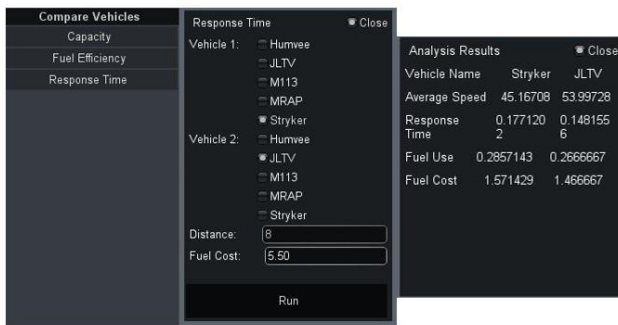 Compare Vehicles
Capacity
Fuel Efficiency
Response Time
Response Time Close
Vehicle 1: Humvee
JLTV
M113
MRAP
Stryker
Vehicle 2: Humvee
JLTV
M113
MRAP
Stryker
Distance: 8
Fuel Cost: 5.50
Run
Analysis Results Close
Vehicle Name Stryker JLTV
Average Speed 45.16708 53.99728
Response 0.177120 0.148155
Time 2 6
Fuel Use 0.2857143 0.2666667
Fuel Cost 1.571429 1.466667